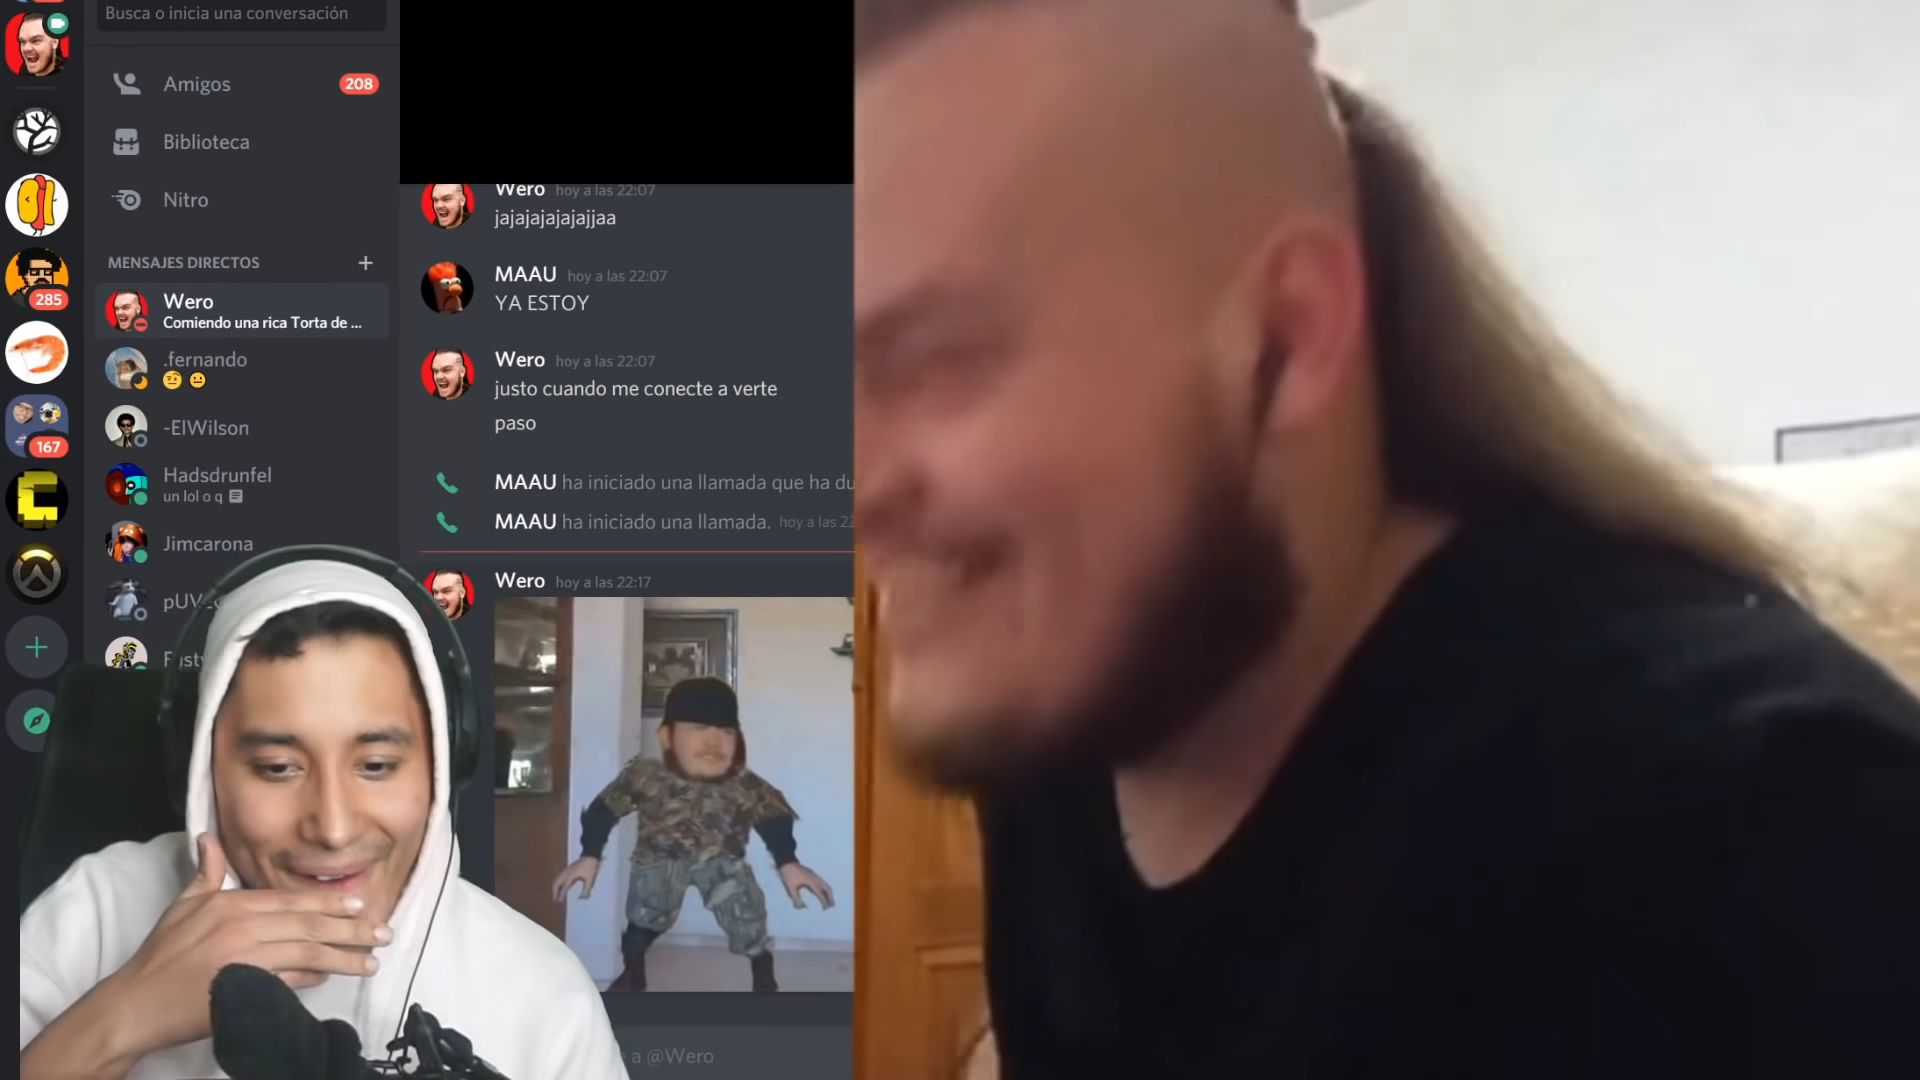 Busca o inicia una conversación
Amigos
208
Biblioteca
Nitro
MENSAJES DIRECTOS
285
Wero
Comiendo una rica Torta de ...
.fernando
-ElWilson
167
Hadsdrunfel
un lol o q
Jimcarona
Wero hoy a las 22:07
jajajajajajajjaa
MAAU hoy a las 22:07
YA ESTOY
Wero hoy a las 22:07
justo cuando me conecte a verte
paso
MAAU ha iniciado una llamada que ha du
MAAU ha iniciado una llamada. hoy a las 22
Wero hoy a las 22:17
a @Wero